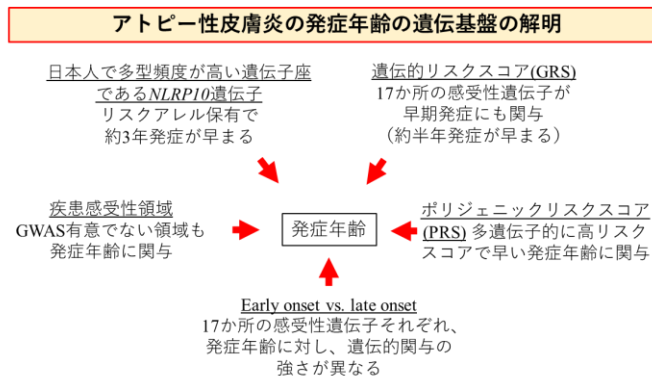 アトピー性皮膚炎の発症年齢の遺伝基盤の解明
日本人で多型頻度が高い遺伝子座
であるNLRP10遺伝子
リスクアレル保有で
約3年発症が早まる
遺伝的リスクスコア(GRS)
17か所の感受性遺伝子が
早期発症にも関与
（約半年発症が早まる）
疾患感受性領域
GWAS有意でない領域も
発症年齢に関与
発症年齢
ポリジェニックリスクスコア
(PRS) 多遺伝子的に高リスク
スコアで早い発症年齢に関与
Early onset vs. late onset
17か所の感受性遺伝子それぞれ、
発症年齢に対し、遺伝的関与の
強さが異なる